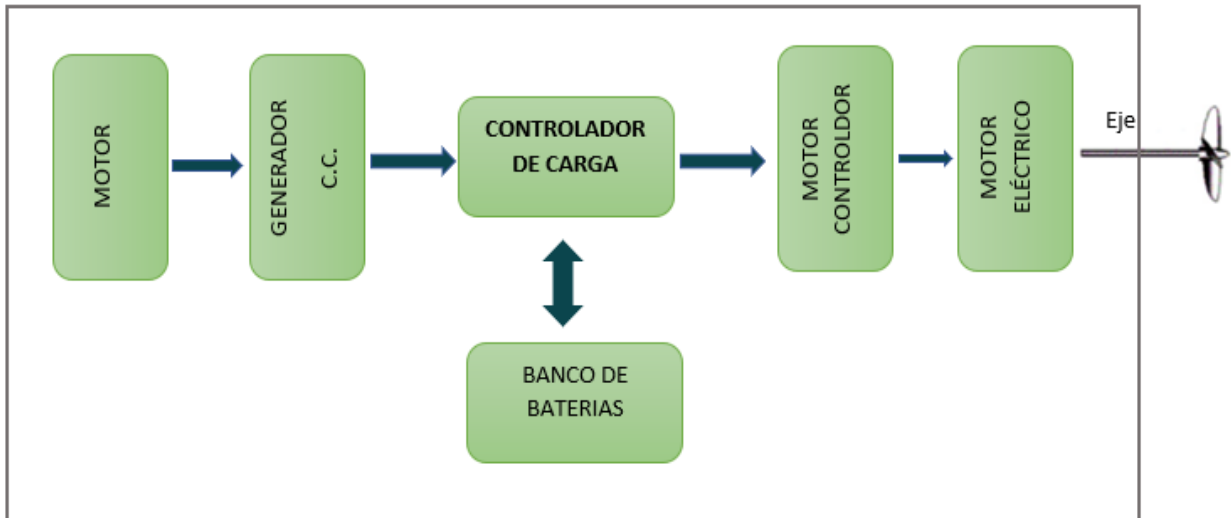 MOTOR
GENERADOR
C.C.
CONTROLADOR
DE CARGA
MOTOR
CONTROLDOR
MOTOR
ELÉCTRICO
Eje
BANCO DE
BATERIAS